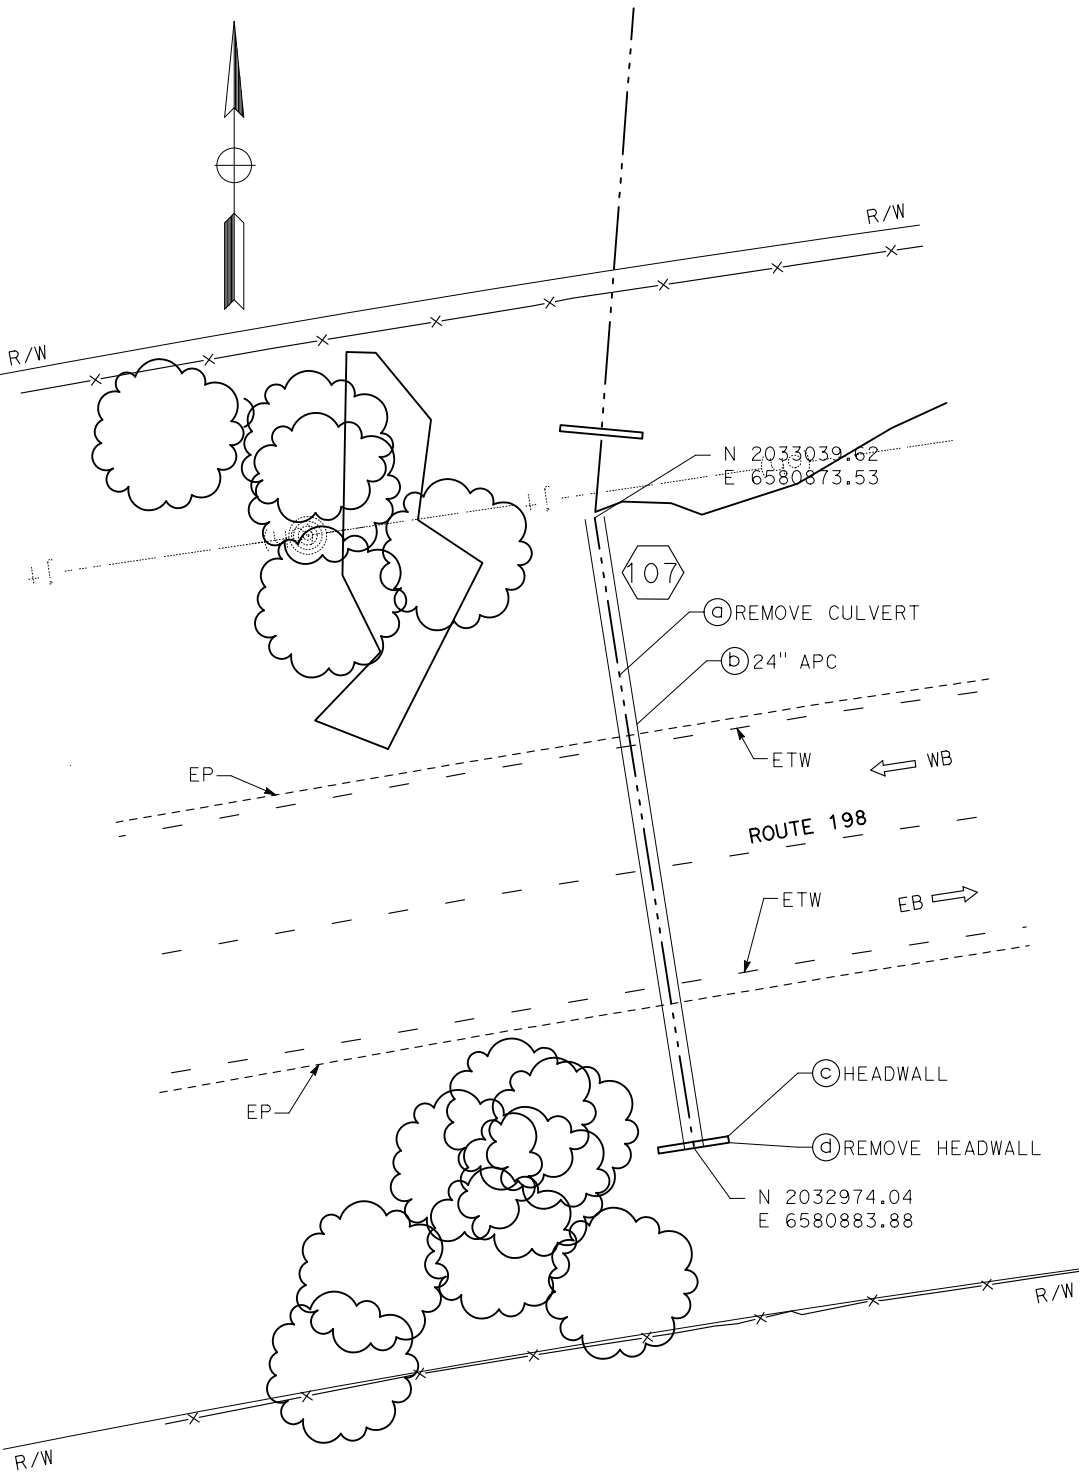 R/W
R/W
N 2033039.62
E 6580873.53
107
a REMOVE CULVERT
b 24" APC
ETW
WB
EP
ROUTE 198
ETW
EB
c HEADWALL
EP
d REMOVE HEADWALL
N 2032974.04
E 6580883.88
R/W
R/W